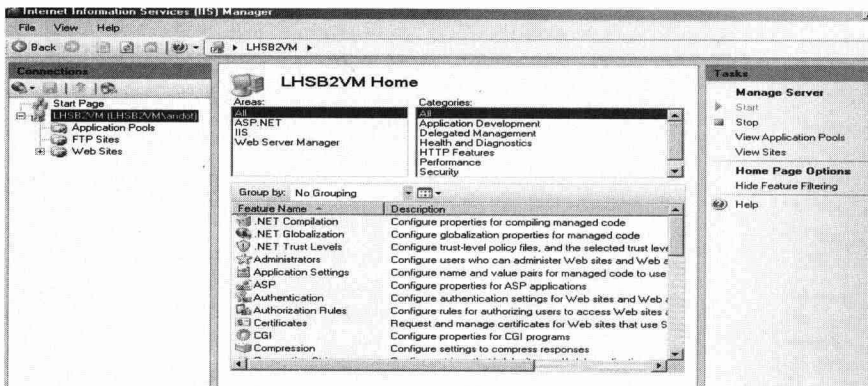 Internet Information Services (IIS) Manager
File View Help
Back LHSB2VM
Connections
Start Page
LHSB2VM (LHSB2VM\andot)
Application Pools
FTP Sites
Web Sites
LHSB2VM Home
Areas:
All
ASP.NET
IIS
Web Server Manager
Categories:
All
Application Development
Delegated Management
Health and Diagnostics
HTTP Features
Performance
Security
Group by: No Grouping
Feature Name Description
.NET Compilation Configure properties for compiling managed code
.NET Globalization Configure globalization properties for managed code
.NET Trust Levels Configure trust-level policy files, and the selected trust leve
Administrators Configure users who can administer Web sites and Web a
Application Settings Configure name and value pairs for managed code to use
ASP Configure properties for ASP applications
Authentication Configure authentication settings for Web sites and Web a
Authorization Rules Configure rules for authorizing users to access Web sites
Certificates Request and manage certificates for Web sites that use S
CGI Configure properties for CGI programs
Compression Configure settings to compress responses
Tasks
Manage Server
Start
Stop
View Application Pools
View Sites
Home Page Options
Hide Feature Filtering
Help